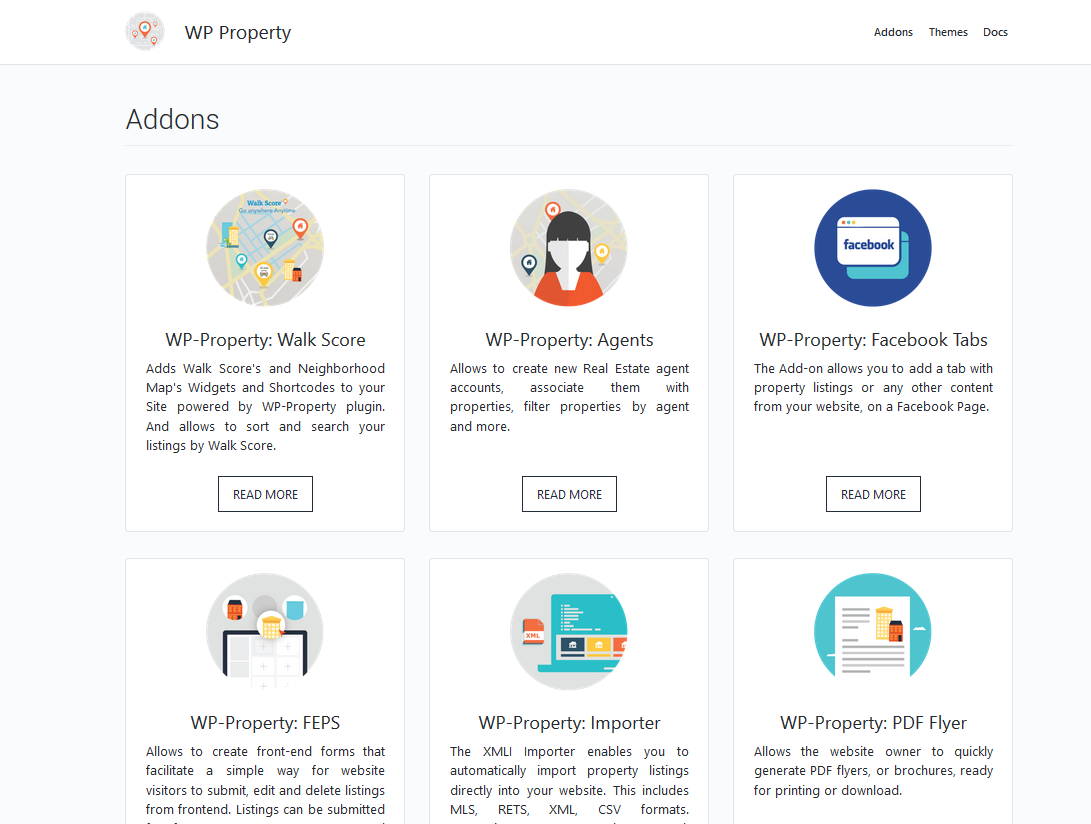 WP Property
Addons Themes Docs
Addons
Walk Score
Go anywhere Anytime
WP-Property: Walk Score
Adds Walk Score's and Neighborhood
Map's Widgets and Shortcodes to your
Site powered by WP-Property plugin.
And allows to sort and search your
listings by Walk Score.
READ MORE
WP-Property: Agents
Allows to create new Real Estate agent
accounts, associate them with
properties, filter properties by agent
and more.
READ MORE
facebook
WP-Property: Facebook Tabs
The Add-on allows you to add a tab with
property listings or any other content
from your website, on a Facebook Page.
READ MORE
WP-Property: FEPS
Allows to create front-end forms that
facilitate a simple way for website
visitors to submit, edit and delete listings
from frontend. Listings can be submitted
XML
WP-Property: Importer
The XMLI Importer enables you to
automatically import property listings
directly into your website. This includes
MLS, RETS, XML, CSV formats.
WP-Property: PDF Flyer
Allows the website owner to quickly
generate PDF flyers, or brochures, ready
for printing or download.